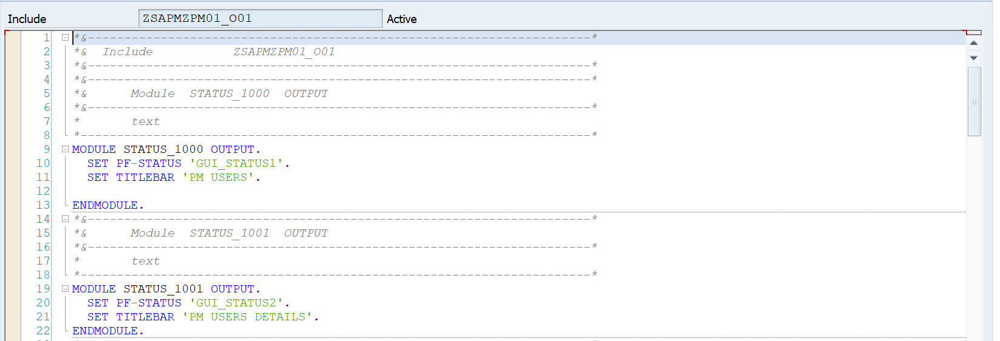 Include ZSAPMZPM01_O01 Active
1 *&---------------------------------------------------------------------*
2 *&  Include           ZSAPMZPM01_O01
3 *&---------------------------------------------------------------------*
4 *&---------------------------------------------------------------------*
5 *&      Module  STATUS_1000  OUTPUT
6 *&---------------------------------------------------------------------*
7 *       text
8 *----------------------------------------------------------------------*
9 MODULE STATUS_1000 OUTPUT.
10   SET PF-STATUS 'GUI_STATUS1'.
11   SET TITLEBAR 'PM USERS'.
12
13 ENDMODULE.
14 *&---------------------------------------------------------------------*
15 *&      Module  STATUS_1001  OUTPUT
16 *&---------------------------------------------------------------------*
17 *       text
18 *----------------------------------------------------------------------*
19 MODULE STATUS_1001 OUTPUT.
20   SET PF-STATUS 'GUI_STATUS2'.
21   SET TITLEBAR 'PM USERS DETAILS'.
22 ENDMODULE.